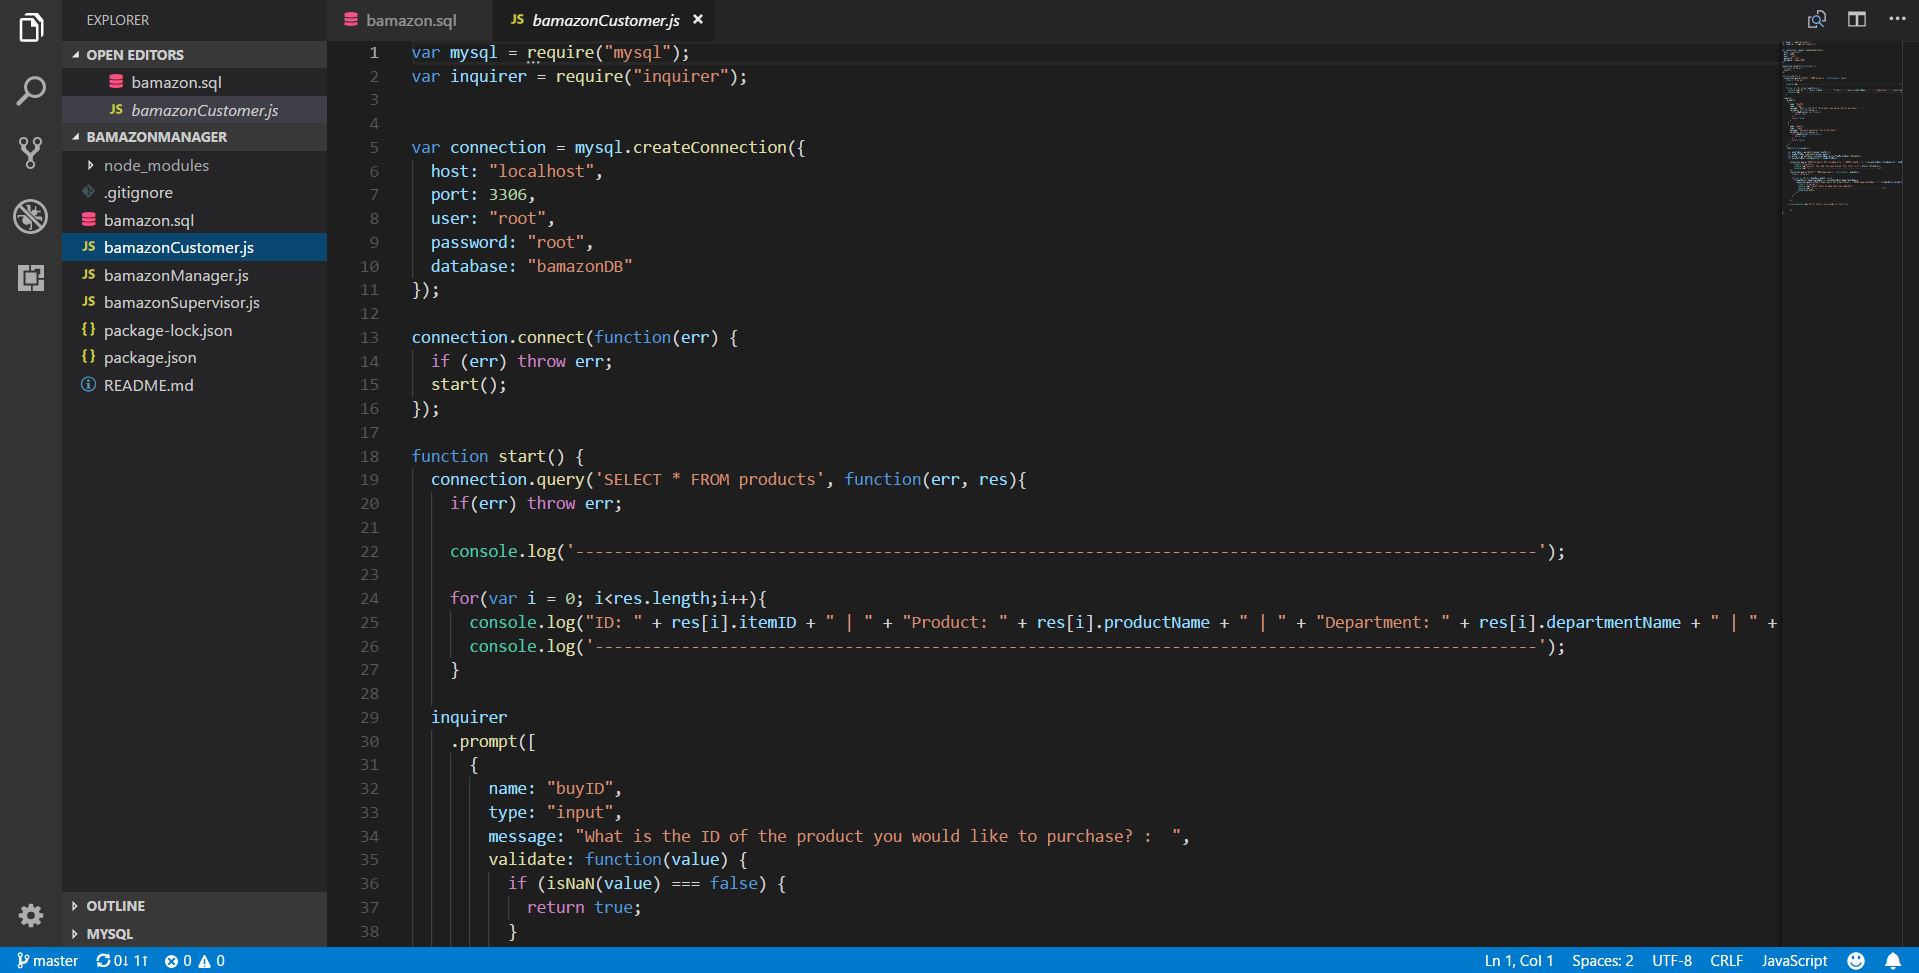 EXPLORER
OPEN EDITORS
bamazon.sql
JS bamazonCustomer.js
BAMAZONMANAGER
node_modules
.gitignore
bamazon.sql
JS bamazonCustomer.js
JS bamazonManager.js
JS bamazonSupervisor.js
{} package-lock.json
{} package.json
README.md
OUTLINE
MYSQL
bamazon.sql JS bamazonCustomer.js ×
1 var mysql = require("mysql");
2 var inquirer = require("inquirer");
3
4
5 var connection = mysql.createConnection({
6 host: "localhost",
7 port: 3306,
8 user: "root",
9 password: "root",
10 database: "bamazonDB"
11 });
12
13 connection.connect(function(err) {
14 if (err) throw err;
15 start();
16 });
17
18 function start() {
19 connection.query('SELECT * FROM products', function(err, res){
20 if(err) throw err;
21
22 console.log('----------------------------------------------------------------------------------------------------');
23
24 for(var i = 0; i<res.length;i++){
25 console.log("ID: " + res[i].itemID + " | " + "Product: " + res[i].productName + " | " + "Department: " + res[i].departmentName + " | " +
26 console.log('--------------------------------------------------------------------------------------------------');
27 }
28
29 inquirer
30 .prompt([
31 {
32 name: "buyID",
33 type: "input",
34 message: "What is the ID of the product you would like to purchase? :  ",
35 validate: function(value) {
36 if (isNaN(value) === false) {
37 return true;
38 }
master 0↓ 1↑ 0 0 Ln 1, Col 1 Spaces: 2 UTF-8 CRLF JavaScript